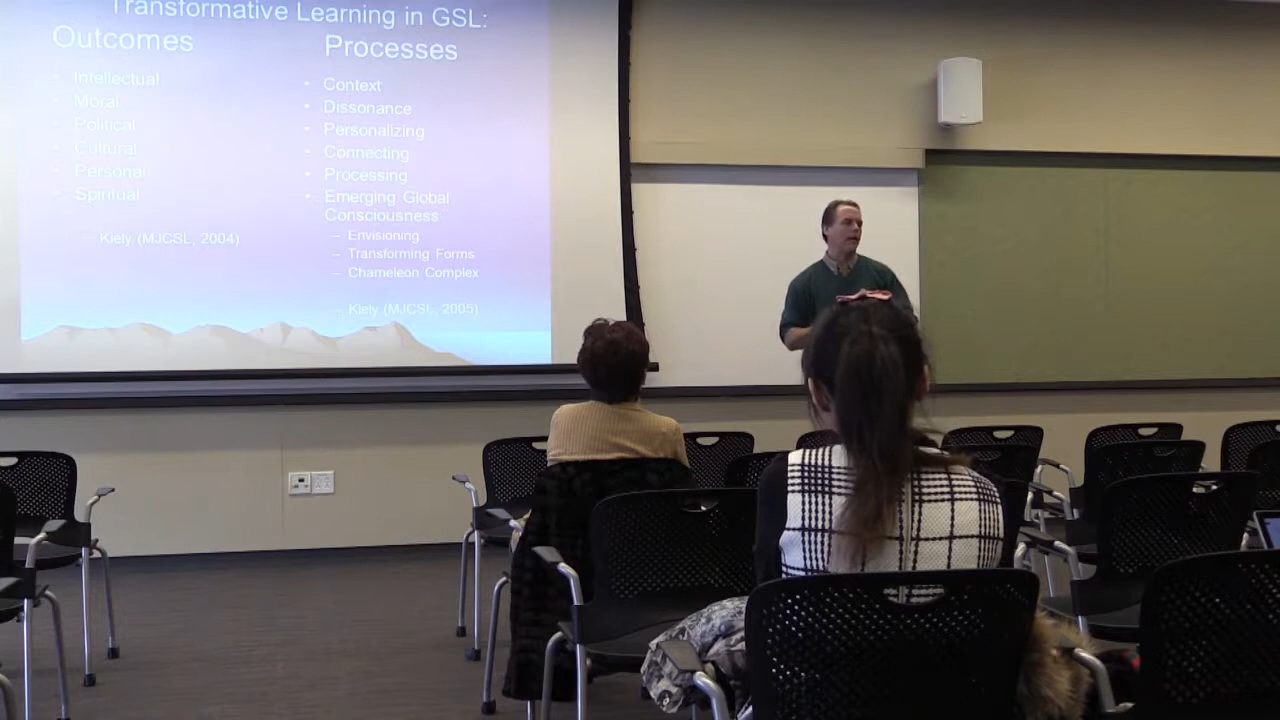 Transformative Learning in GSL:
Outcomes
• Intellectual
• Moral
• Political
• Cultural
• Personal
• Spiritual
– Kiely (MJCSL, 2004)
Processes
• Context
• Dissonance
• Personalizing
• Connecting
• Processing
• Emerging Global
Consciousness
– Envisioning
– Transforming Forms
– Chameleon Complex
– Kiely (MJCSL, 2005)